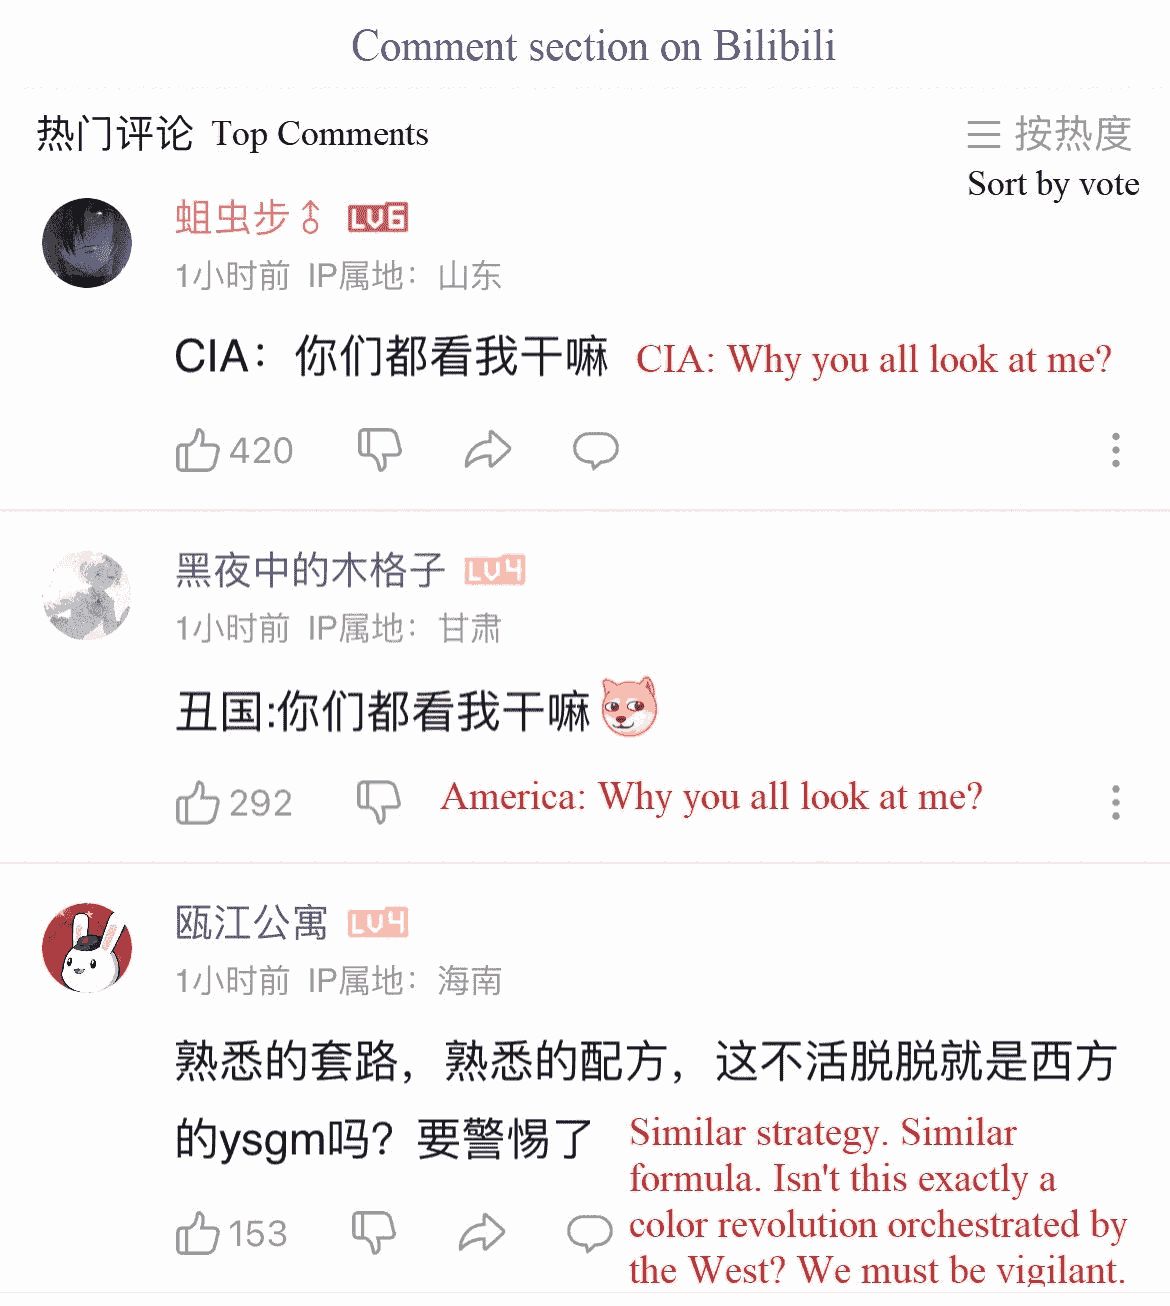 Comment section on Bilibili
热门评论 Top Comments
按热度
Sort by vote
蛆虫步♂ LV6
1小时前 IP属地：山东
CIA：你们都看我干嘛 CIA: Why you all look at me?
420
黑夜中的木格子 LV4
1小时前 IP属地：甘肃
丑国:你们都看我干嘛
292 America: Why you all look at me?
瓯江公寓 LV4
1小时前 IP属地：海南
熟悉的套路，熟悉的配方，这不活脱脱就是西方
的ysgm吗？要警惕了
Similar strategy. Similar
formula. Isn't this exactly a
color revolution orchestrated by
the West? We must be vigilant.
153